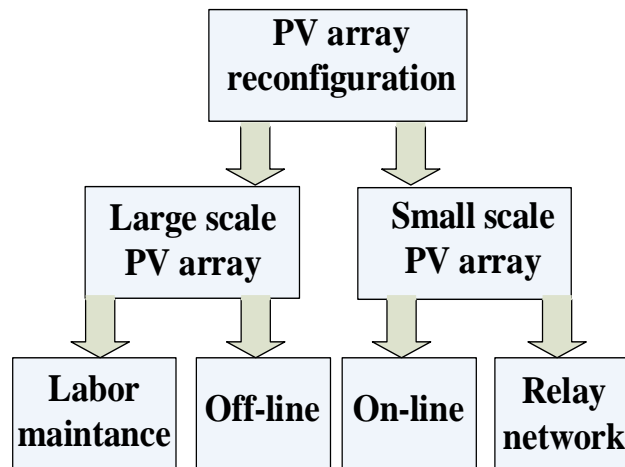 PV array
reconfiguration
Large scale
PV array
Small scale
PV array
Labor
maintance
Off-line
On-line
Relay
network